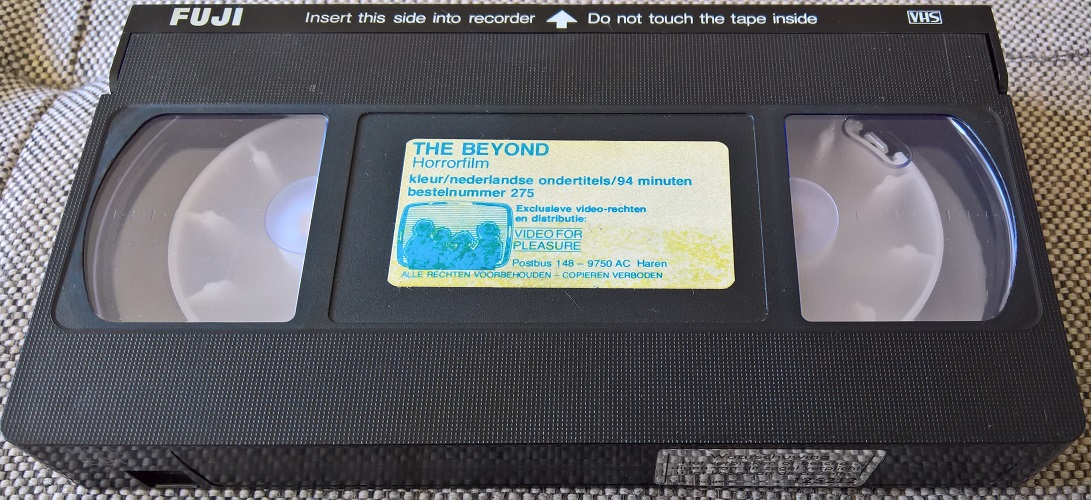 FUJI Insert this side into recorder Do not touch the tape inside VHS
THE BEYOND
Horrorfilm
kleur/nederlandse ondertitels/94 minuten
bestelnummer 275
Exclusieve video-rechten
en distributie:
VIDEO FOR
PLEASURE
Postbus 148 – 9750 AC Haren
ALLE RECHTEN VOORBEHOUDEN – COPIEREN VERBODEN